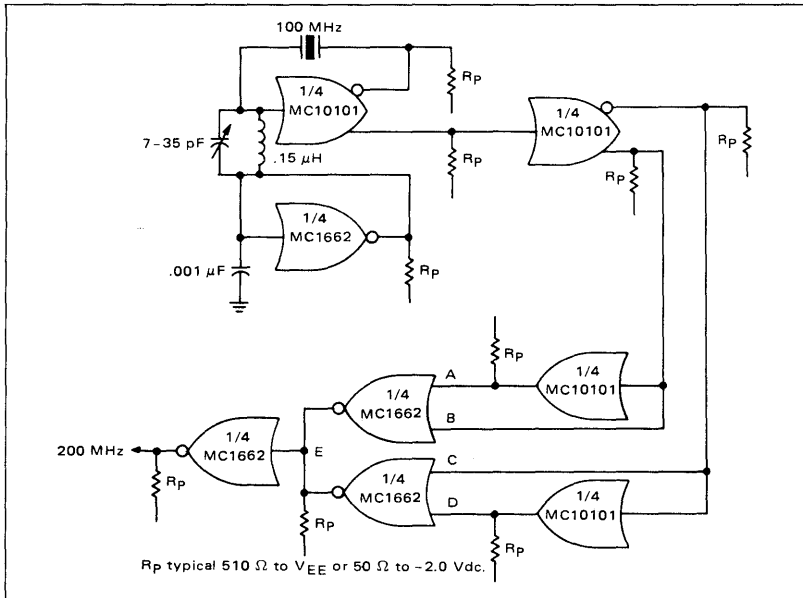 100 MHz
RP
1/4
MC10101
1/4
MC10101
7–35 pF
.15 μH
RP
RP
RP
1/4
MC1662
.001 μF
RP
RP
A
1/4
MC1662
1/4
MC10101
B
200 MHz
1/4
MC1662
E
C
1/4
MC1662
D
1/4
MC10101
RP
RP
RP
RP typical 510 Ω to VEE or 50 Ω to –2.0 Vdc.